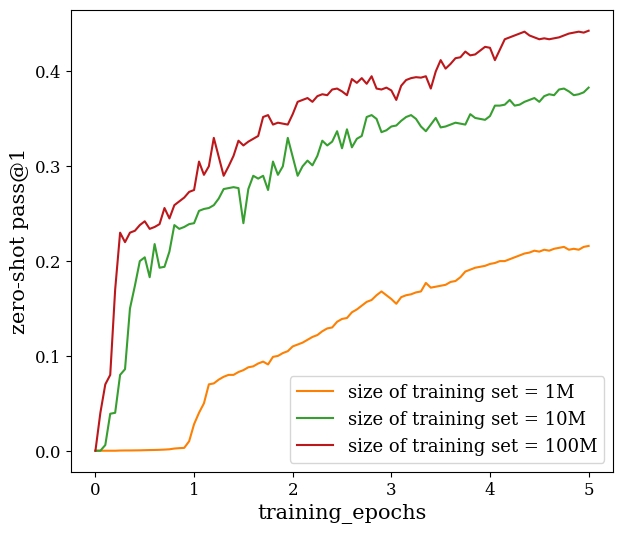 zero-shot pass@1
0.4
0.3
0.2
0.1
0.0
size of training set = 1M
size of training set = 10M
size of training set = 100M
0 1 2 3 4 5
training_epochs